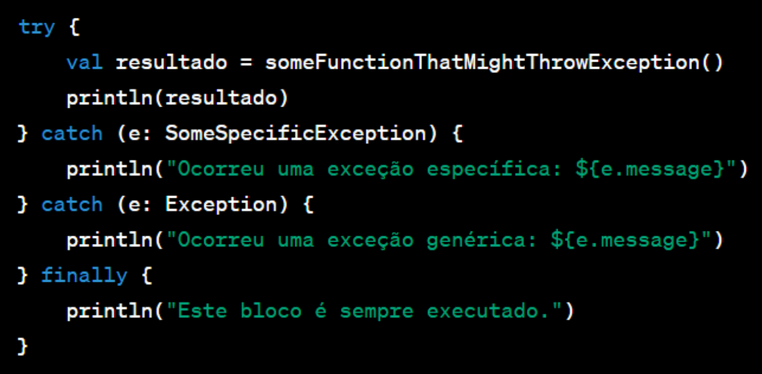 try {
    val resultado = someFunctionThatMightThrowException()
    println(resultado)
} catch (e: SomeSpecificException) {
    println("Ocorreu uma exceção específica: ${e.message}")
} catch (e: Exception) {
    println("Ocorreu uma exceção genérica: ${e.message}")
} finally {
    println("Este bloco é sempre executado.")
}